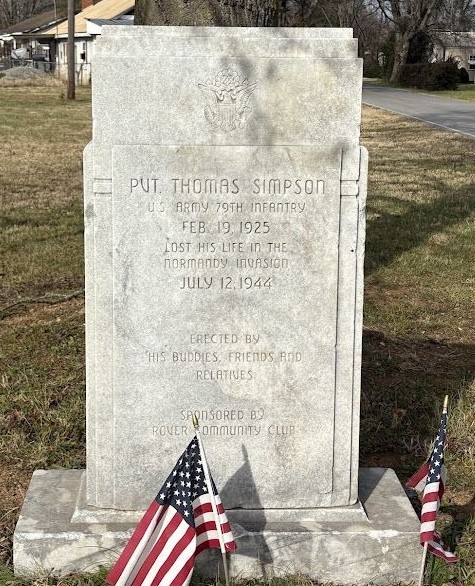 PVT. THOMAS SIMPSON
U.S. ARMY 79TH INFANTRY
FEB. 19, 1925
LOST HIS LIFE IN THE
NORMANDY INVASION
JULY 12, 1944
ERECTED BY
HIS BUDDIES, FRIENDS AND
RELATIVES.
SPONSORED BY
ROVER COMMUNITY CLUB